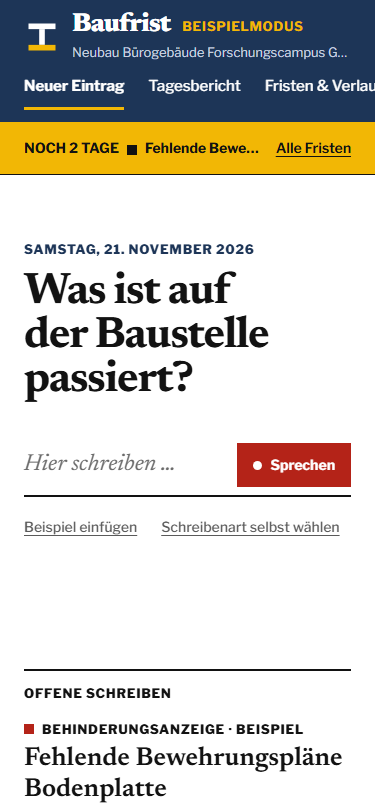 Baufrist BEISPIELMODUS
Neubau Bürogebäude Forschungscampus G...
Neuer Eintrag Tagesbericht Fristen & Verlau
NOCH 2 TAGE Fehlende Bewe... Alle Fristen
SAMSTAG, 21. NOVEMBER 2026
Was ist auf
der Baustelle
passiert?
Hier schreiben ... Sprechen
Beispiel einfügen Schreibenart selbst wählen
OFFENE SCHREIBEN
BEHINDERUNGSANZEIGE · BEISPIEL
Fehlende Bewehrungspläne
Bodenplatte